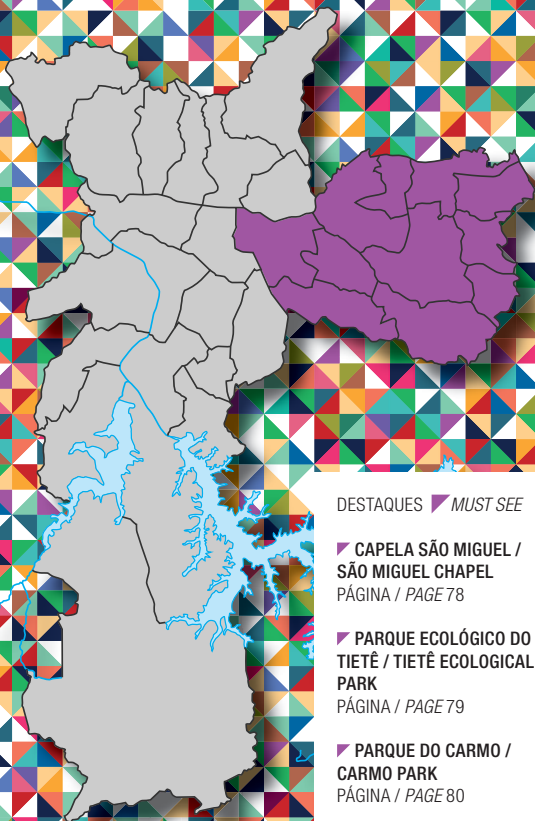 DESTAQUES MUST SEE
CAPELA SÃO MIGUEL /
SÃO MIGUEL CHAPEL
PÁGINA / PAGE 78
PARQUE ECOLÓGICO DO
TIETÊ / TIETÊ ECOLOGICAL
PARK
PÁGINA / PAGE 79
PARQUE DO CARMO /
CARMO PARK
PÁGINA / PAGE 80